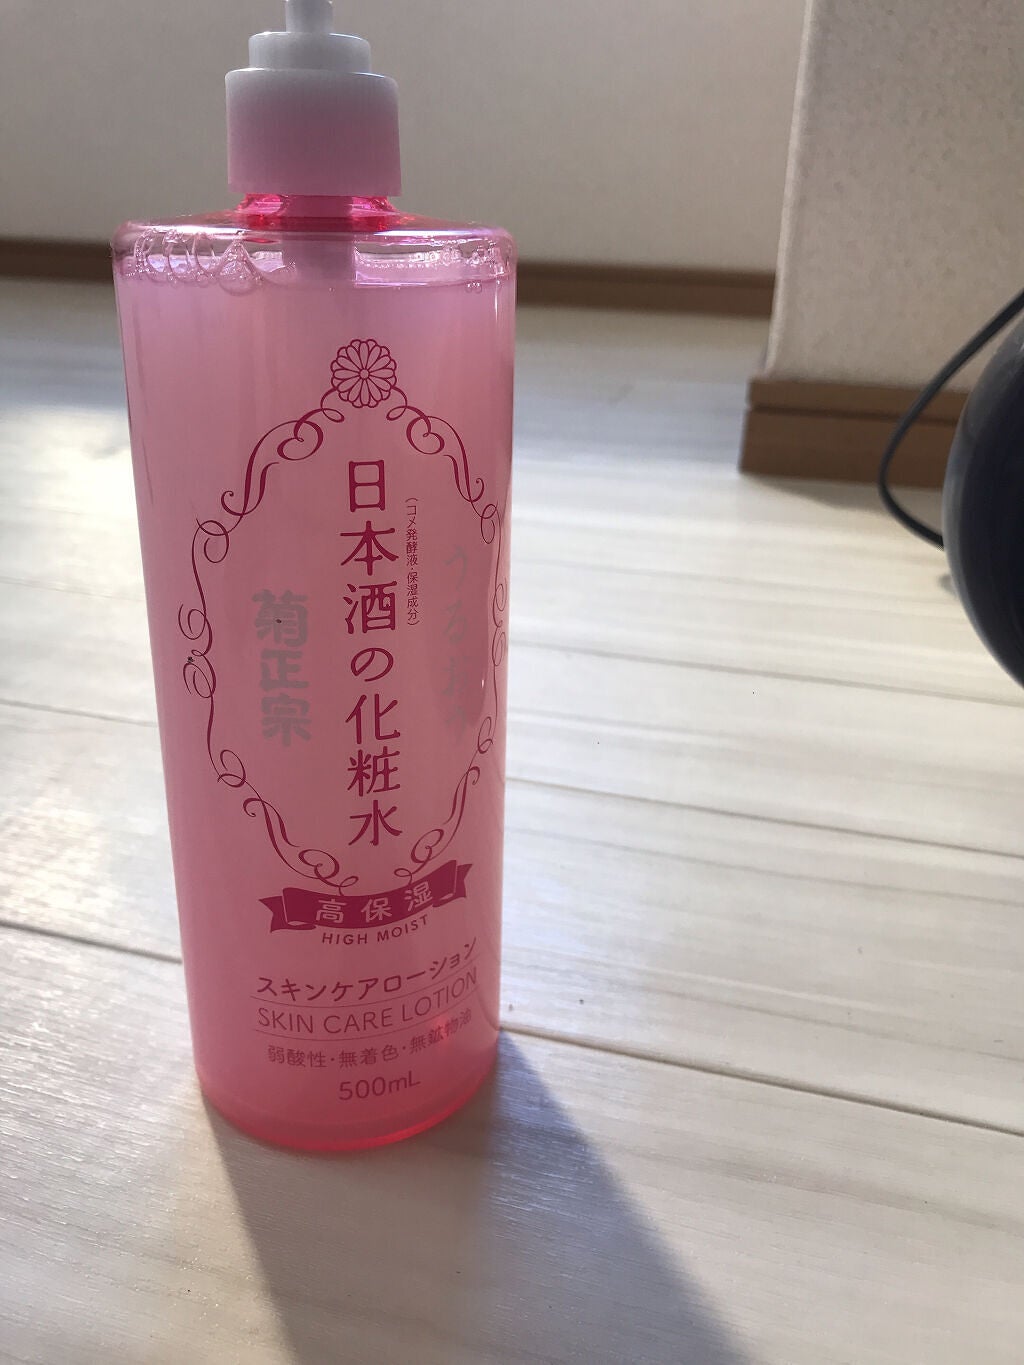 日本酒の化粧水
(コメ発酵液・保湿成分)
菊正宗
高保湿
HIGH MOIST
スキンケアローション
SKIN CARE LOTION
弱酸性・無着色・無鉱物油
500mL